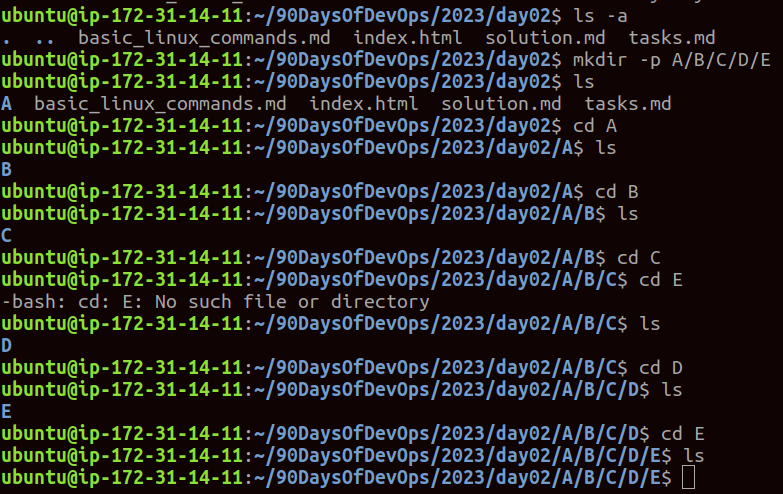 ubuntu@ip-172-31-14-11:~/90DaysOfDevOps/2023/day02$ ls -a
.  ..  basic_linux_commands.md  index.html  solution.md  tasks.md
ubuntu@ip-172-31-14-11:~/90DaysOfDevOps/2023/day02$ mkdir -p A/B/C/D/E
ubuntu@ip-172-31-14-11:~/90DaysOfDevOps/2023/day02$ ls
A  basic_linux_commands.md  index.html  solution.md  tasks.md
ubuntu@ip-172-31-14-11:~/90DaysOfDevOps/2023/day02$ cd A
ubuntu@ip-172-31-14-11:~/90DaysOfDevOps/2023/day02/A$ ls
B
ubuntu@ip-172-31-14-11:~/90DaysOfDevOps/2023/day02/A$ cd B
ubuntu@ip-172-31-14-11:~/90DaysOfDevOps/2023/day02/A/B$ ls
C
ubuntu@ip-172-31-14-11:~/90DaysOfDevOps/2023/day02/A/B$ cd C
ubuntu@ip-172-31-14-11:~/90DaysOfDevOps/2023/day02/A/B/C$ cd E
-bash: cd: E: No such file or directory
ubuntu@ip-172-31-14-11:~/90DaysOfDevOps/2023/day02/A/B/C$ ls
D
ubuntu@ip-172-31-14-11:~/90DaysOfDevOps/2023/day02/A/B/C$ cd D
ubuntu@ip-172-31-14-11:~/90DaysOfDevOps/2023/day02/A/B/C/D$ ls
E
ubuntu@ip-172-31-14-11:~/90DaysOfDevOps/2023/day02/A/B/C/D$ cd E
ubuntu@ip-172-31-14-11:~/90DaysOfDevOps/2023/day02/A/B/C/D/E$ ls
ubuntu@ip-172-31-14-11:~/90DaysOfDevOps/2023/day02/A/B/C/D/E$